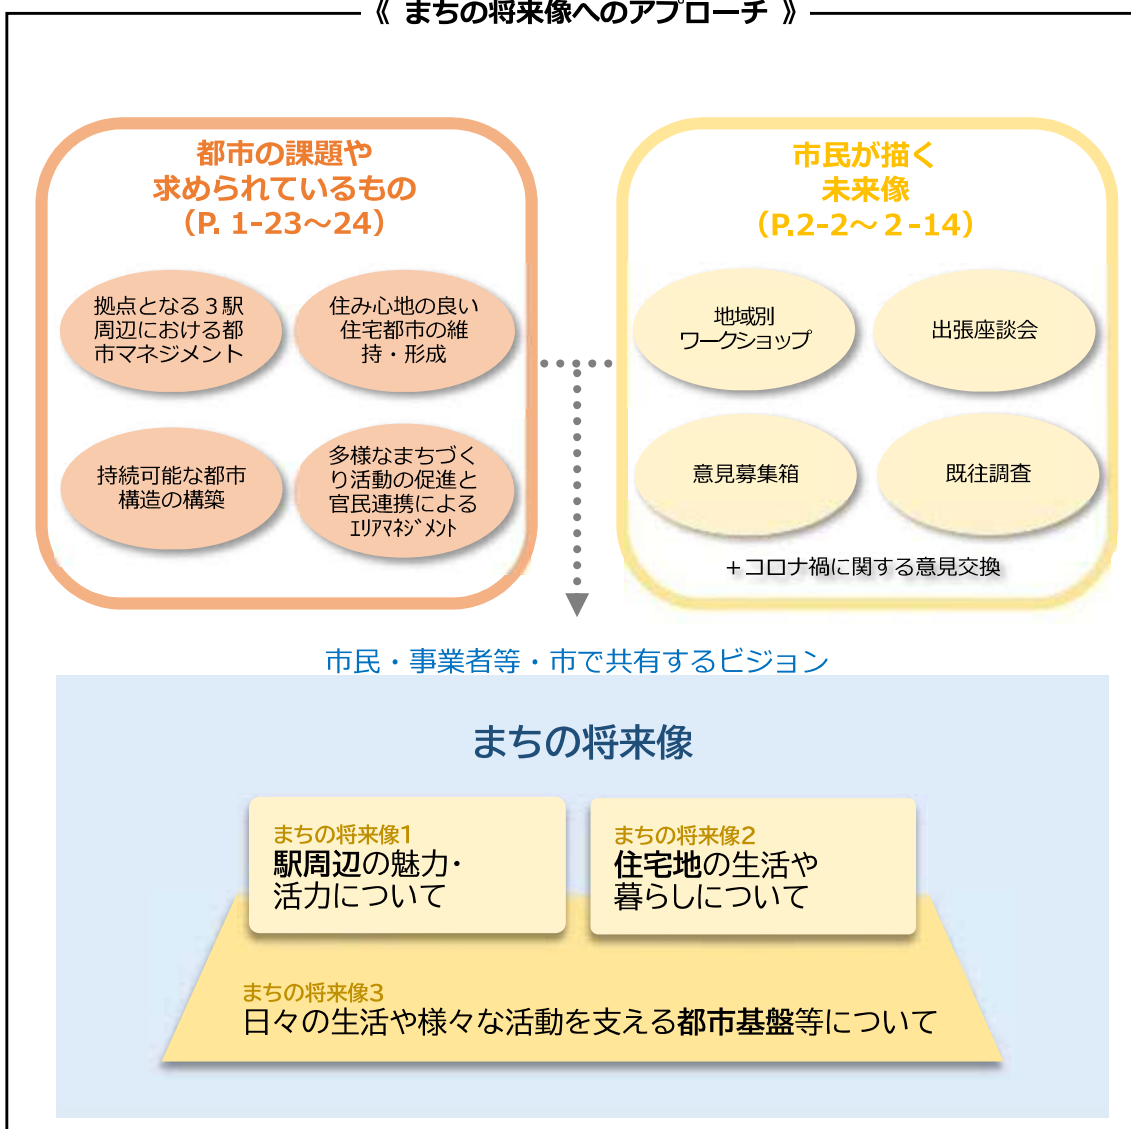 《 まちの将来像へのアプローチ 》
都市の課題や
求められているもの
（P. 1-23～24）
拠点となる３駅
周辺における都
市マネジメント
住み心地の良い
住宅都市の維
持・形成
持続可能な都市
構造の構築
多様なまちづく
り活動の促進と
官民連携による
ｴﾘｱﾏﾈｼﾞﾒﾝﾄ
市民が描く
未来像
（P.2-2～２-14）
地域別
ワークショップ
出張座談会
意見募集箱
既往調査
＋コロナ禍に関する意見交換
市民・事業者等・市で共有するビジョン
まちの将来像
まちの将来像1
駅周辺の魅力・
活力について
まちの将来像2
住宅地の生活や
暮らしについて
まちの将来像3
日々の生活や様々な活動を支える都市基盤等について